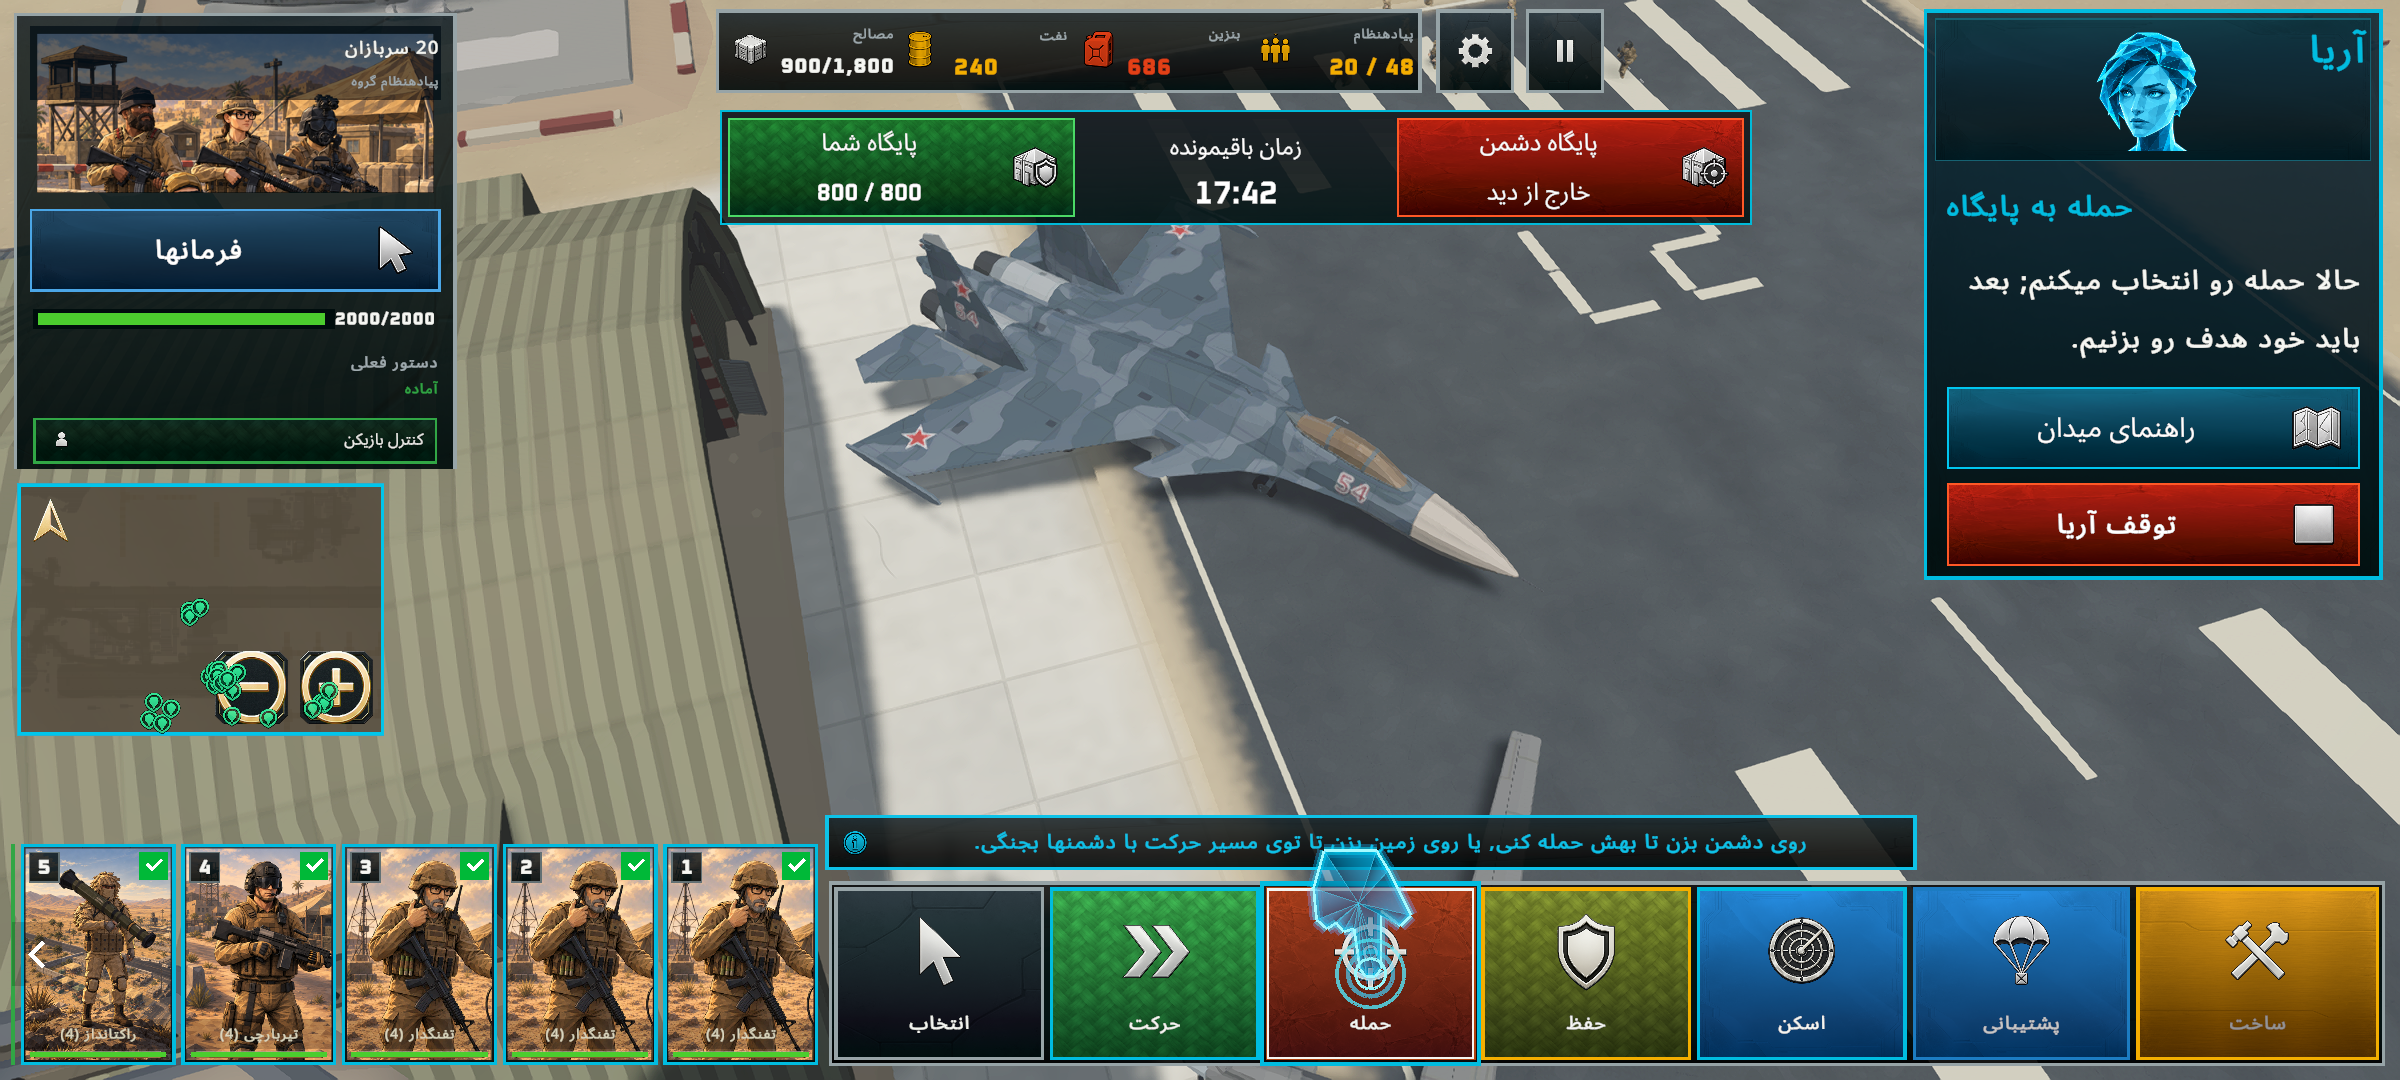 20 سربازان
پیادهنظام گروه
فرمانها
2000/2000
دستور فعلی
آماده
کنترل بازیکن
مصالح
900/1,800
نفت
240
بنزین
686
پیادهنظام
20 / 48
پایگاه شما
800 / 800
زمان باقیمونده
17:42
پایگاه دشمن
خارج از دید
آریا
حمله به پایگاه
حالا حمله رو انتخاب میکنم; بعد
باید خود هدف رو بزنیم.
راهنمای میدان
توقف آریا
54
54
روی دشمن بزن تا بهش حمله کنی, یا روی زمین بزن تا توی مسیر حرکت با دشمنها بجنگی.
5
راکتانداز (4)
4
تیربارچی (4)
3
تفنگدار (4)
2
تفنگدار (4)
1
تفنگدار (4)
انتخاب
حرکت
حمله
حفظ
اسکن
پشتیبانی
ساخت